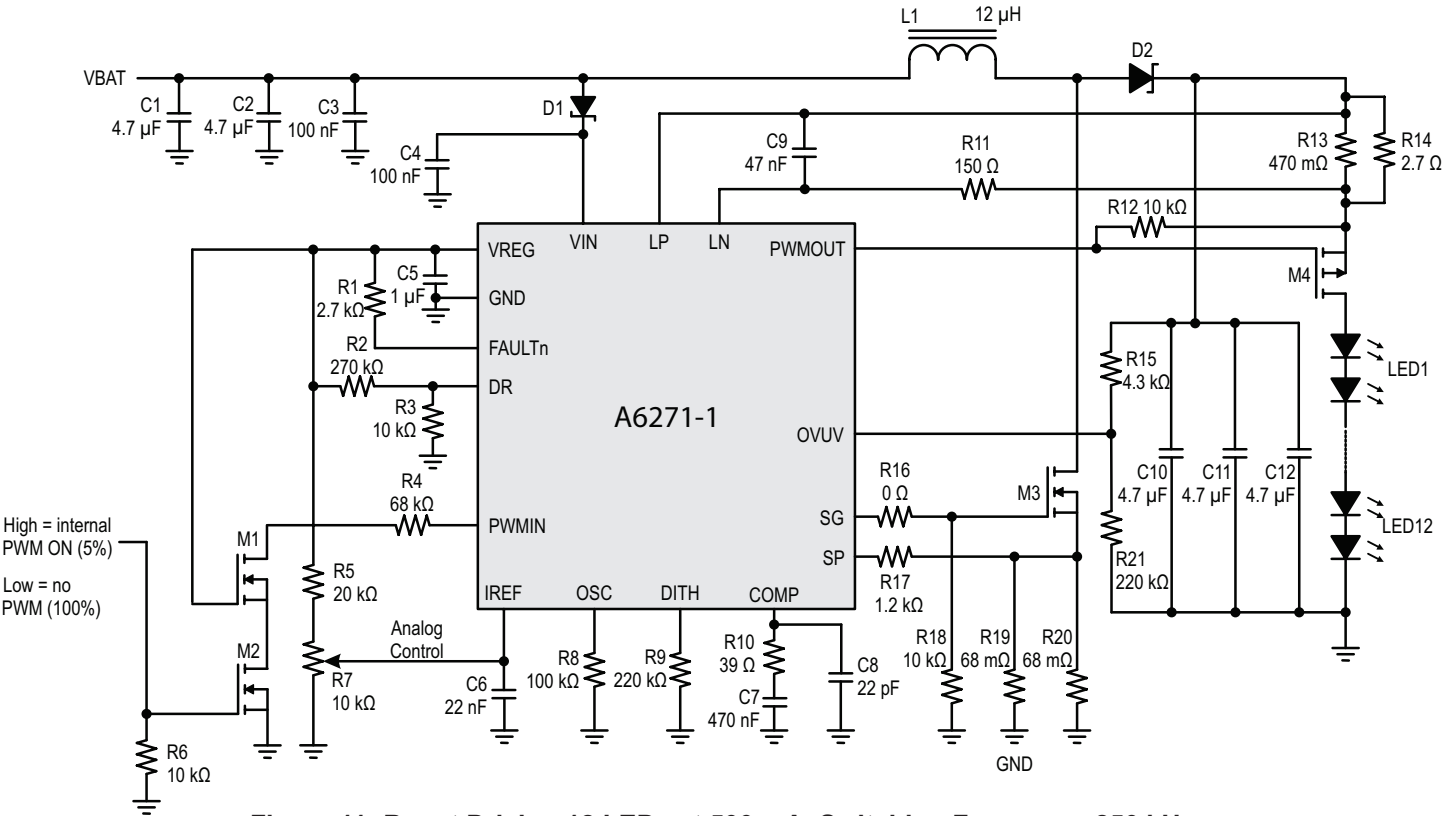 L1 12 µH
D2
VBAT
C1
4.7 µF
C2
4.7 µF
C3
100 nF
D1
C4
100 nF
C9
47 nF
R11
150 Ω
R13
470 mΩ
R14
2.7 Ω
R12 10 kΩ
VREG
VIN
LP
LN
PWMOUT
M4
C5
1 µF
GND
R1
2.7 kΩ
FAULTn
R2
270 kΩ
DR
R3
10 kΩ
A6271-1
R15
4.3 kΩ
LED1
OVUV
C10
4.7 µF
C11
4.7 µF
C12
4.7 µF
R4
68 kΩ
PWMIN
R16
0 Ω
SG
M3
LED12
High = internal
PWM ON (5%)
Low = no
PWM (100%)
M1
SP
R17
1.2 kΩ
R21
220 kΩ
R5
20 kΩ
IREF
OSC
DITH
COMP
M2
Analog
Control
R7
10 kΩ
C6
22 nF
R8
100 kΩ
R9
220 kΩ
R10
39 Ω
C7
470 nF
C8
22 pF
R18
10 kΩ
R19
68 mΩ
R20
68 mΩ
R6
10 kΩ
GND